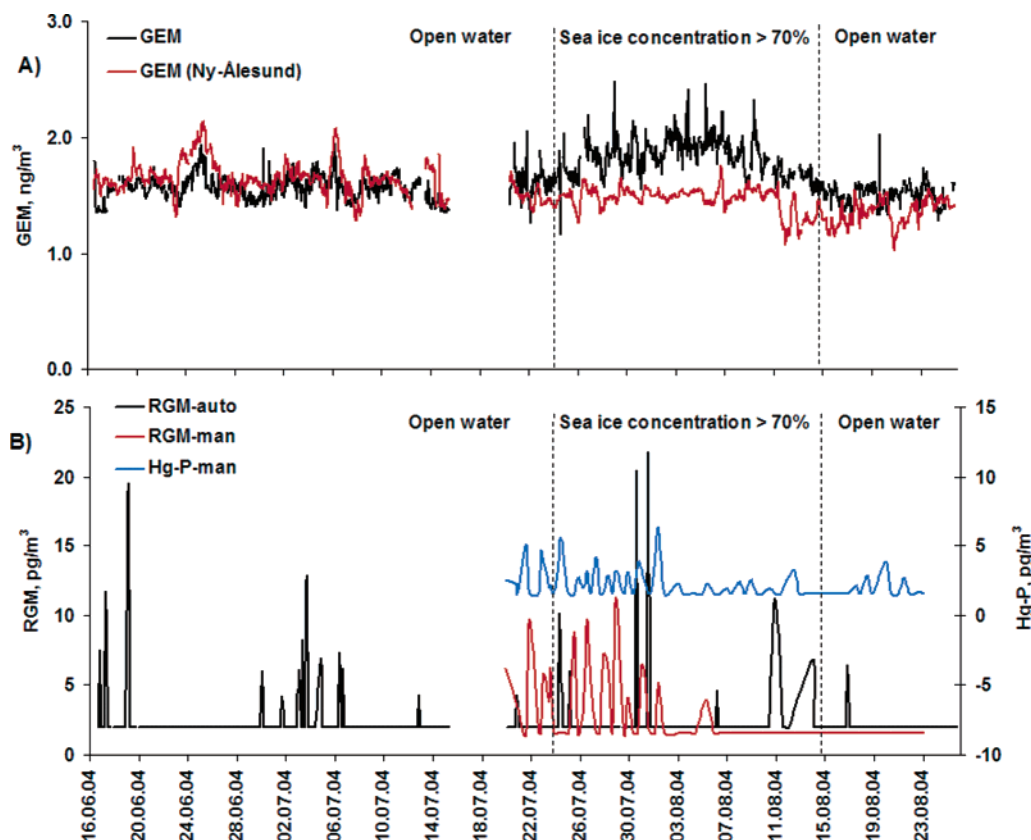 A)
GEM, ng/m³
3.0
2.0
1.0
0.0
GEM
GEM (Ny-Ålesund)
Open water
Sea ice concentration > 70%
Open water
B)
RGM, pg/m³
25
20
15
10
5
0
RGM-auto
RGM-man
Hg-P-man
Open water
Sea ice concentration > 70%
Open water
15
10
5
0
-5
-10
Hg-P, pg/m³
16.06.04
20.06.04
24.06.04
28.06.04
02.07.04
06.07.04
10.07.04
14.07.04
18.07.04
22.07.04
26.07.04
30.07.04
03.08.04
07.08.04
11.08.04
15.08.04
19.08.04
23.08.04